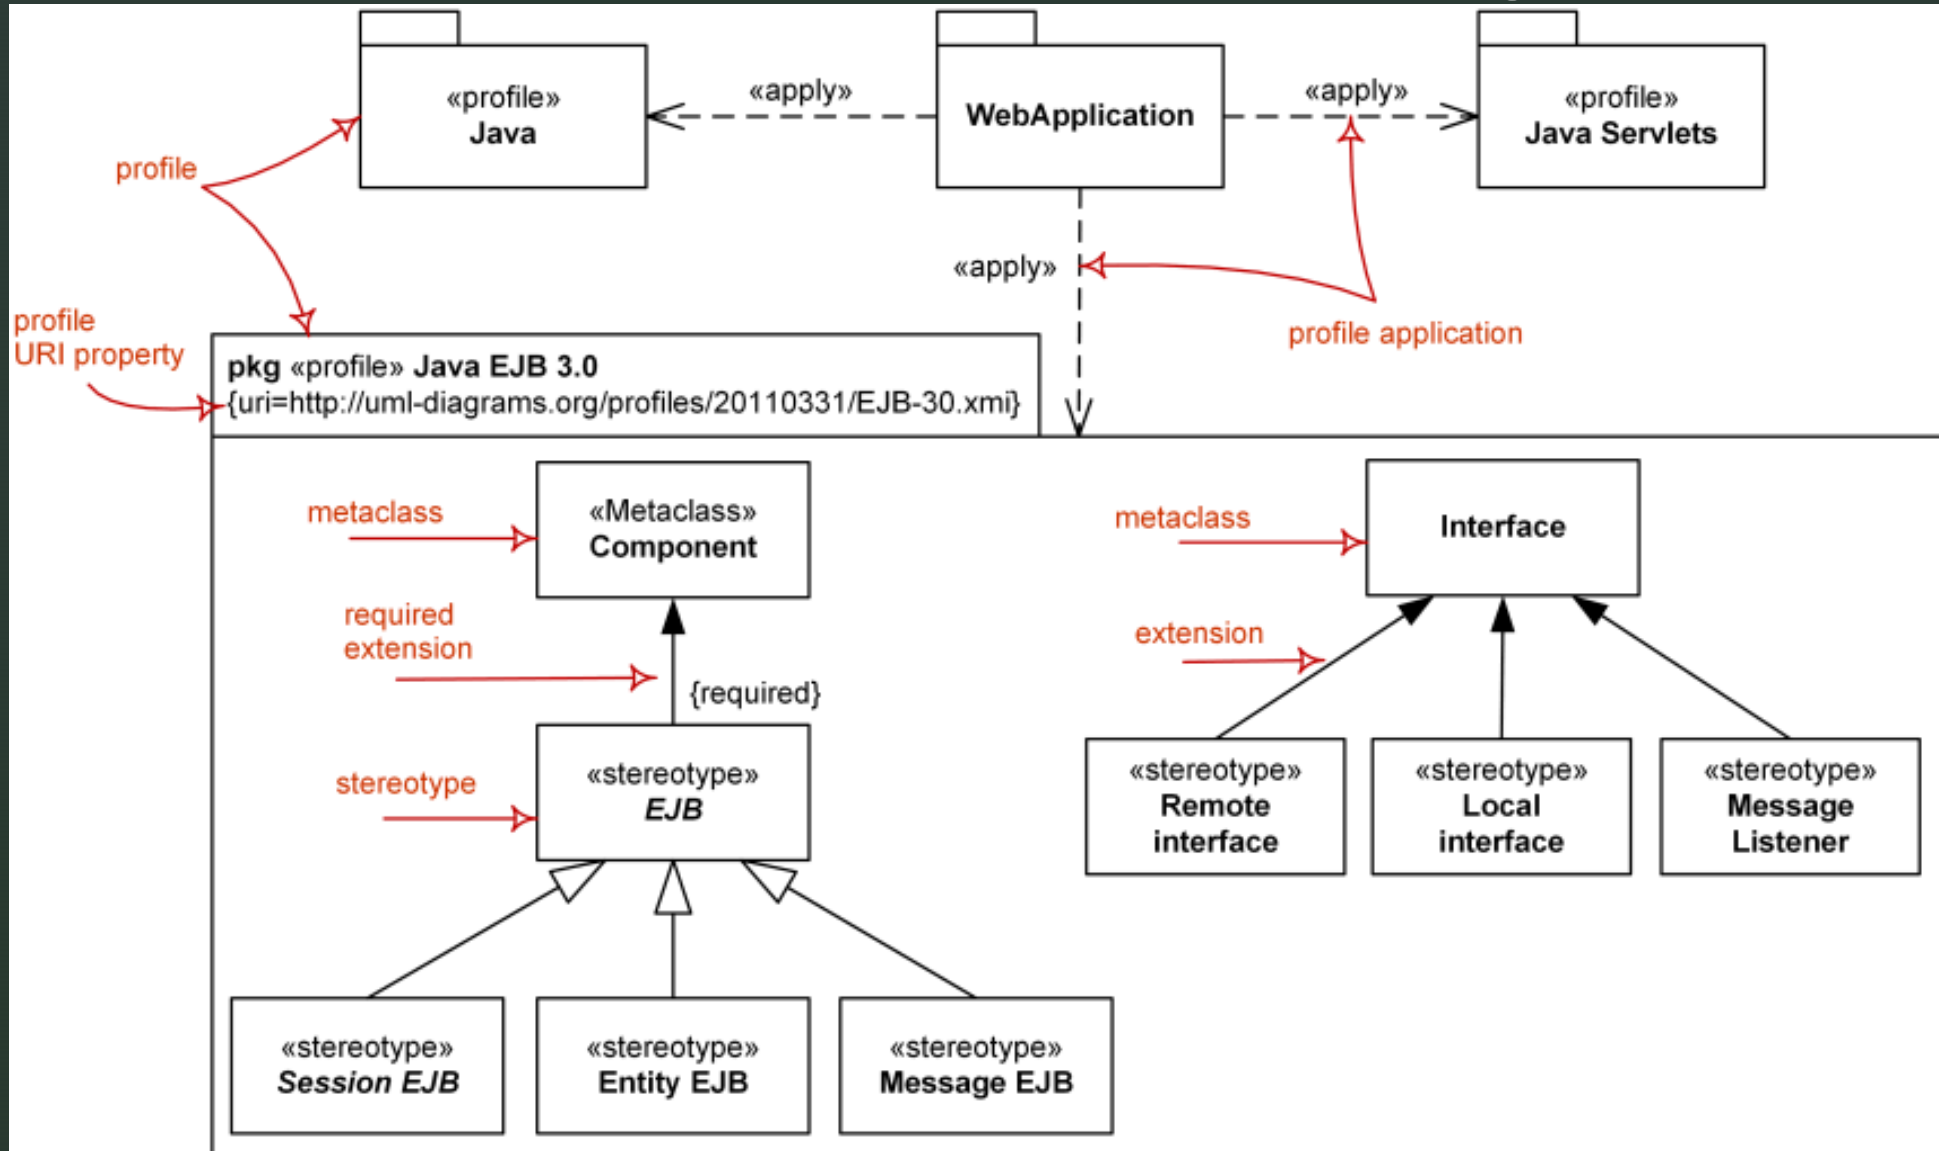 «profile»
Java
«apply»
WebApplication
«apply»
«profile»
Java Servlets
profile
«apply»
profile application
profile
URI property
pkg «profile» Java EJB 3.0
{uri=http://uml-diagrams.org/profiles/20110331/EJB-30.xmi}
metaclass
«Metaclass»
Component
metaclass
Interface
required
extension
{required}
extension
stereotype
«stereotype»
EJB
«stereotype»
Remote
interface
«stereotype»
Local
interface
«stereotype»
Message
Listener
«stereotype»
Session EJB
«stereotype»
Entity EJB
«stereotype»
Message EJB